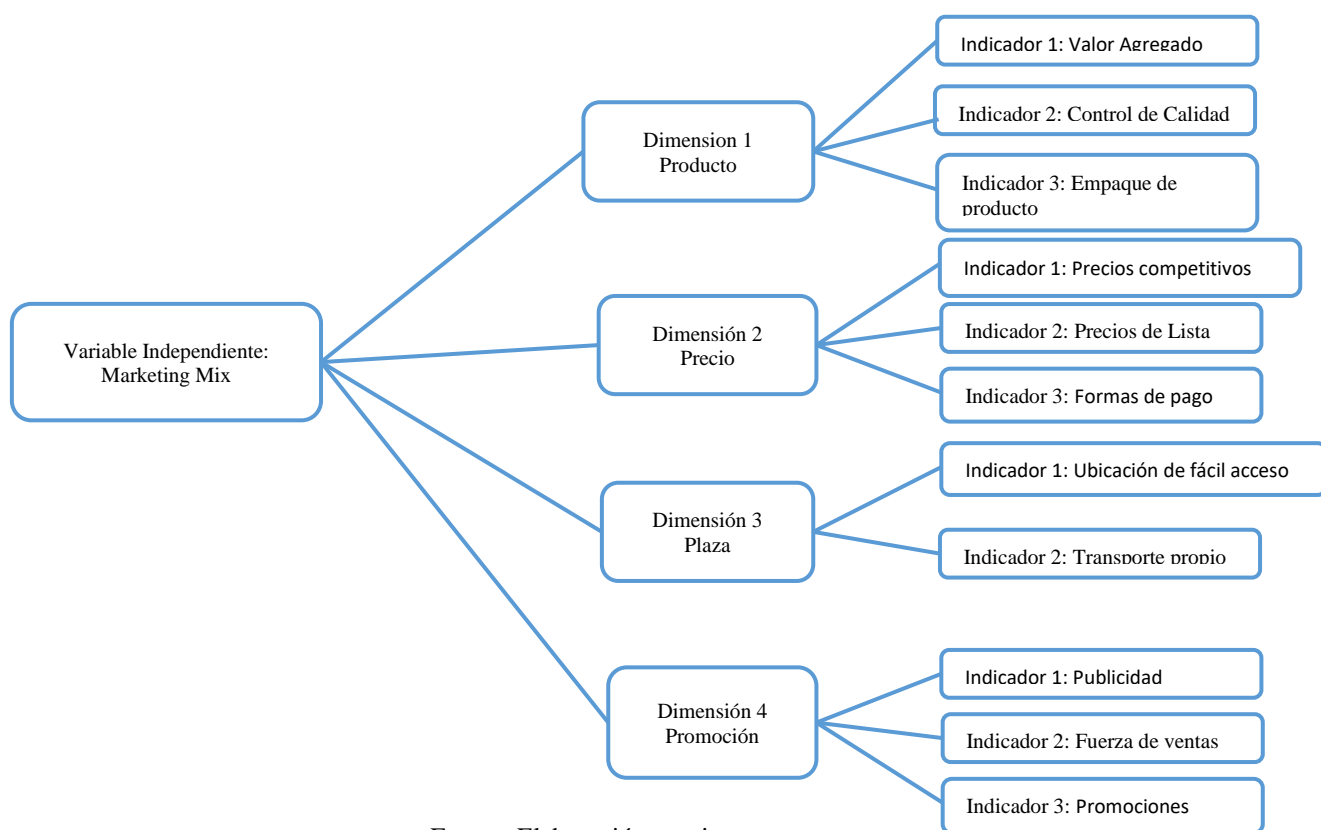 Variable Independiente:
Marketing Mix
Dimension 1
Producto
Indicador 1: Valor Agregado
Indicador 2: Control de Calidad
Indicador 3: Empaque de
producto
Dimensión 2
Precio
Indicador 1: Precios competitivos
Indicador 2: Precios de Lista
Indicador 3: Formas de pago
Dimensión 3
Plaza
Indicador 1: Ubicación de fácil acceso
Indicador 2: Transporte propio
Dimensión 4
Promoción
Indicador 1: Publicidad
Indicador 2: Fuerza de ventas
Indicador 3: Promociones